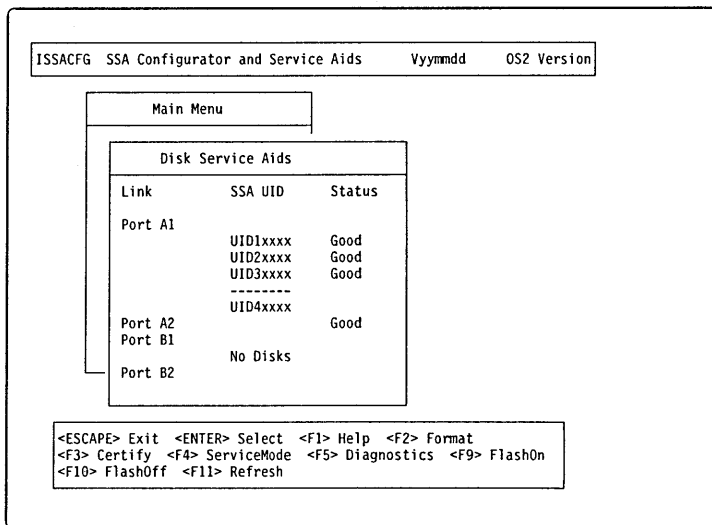 ISSACFG SSA Configurator and Service Aids Vyymmdd OS2 Version
Main Menu
Disk Service Aids
Link SSA UID Status
Port A1
UID1xxxx Good
UID2xxxx Good
UID3xxxx Good
--------
UID4xxxx
Port A2 Good
Port B1
No Disks
Port B2
<ESCAPE> Exit <ENTER> Select <F1> Help <F2> Format
<F3> Certify <F4> ServiceMode <F5> Diagnostics <F9> FlashOn
<F10> FlashOff <F11> Refresh